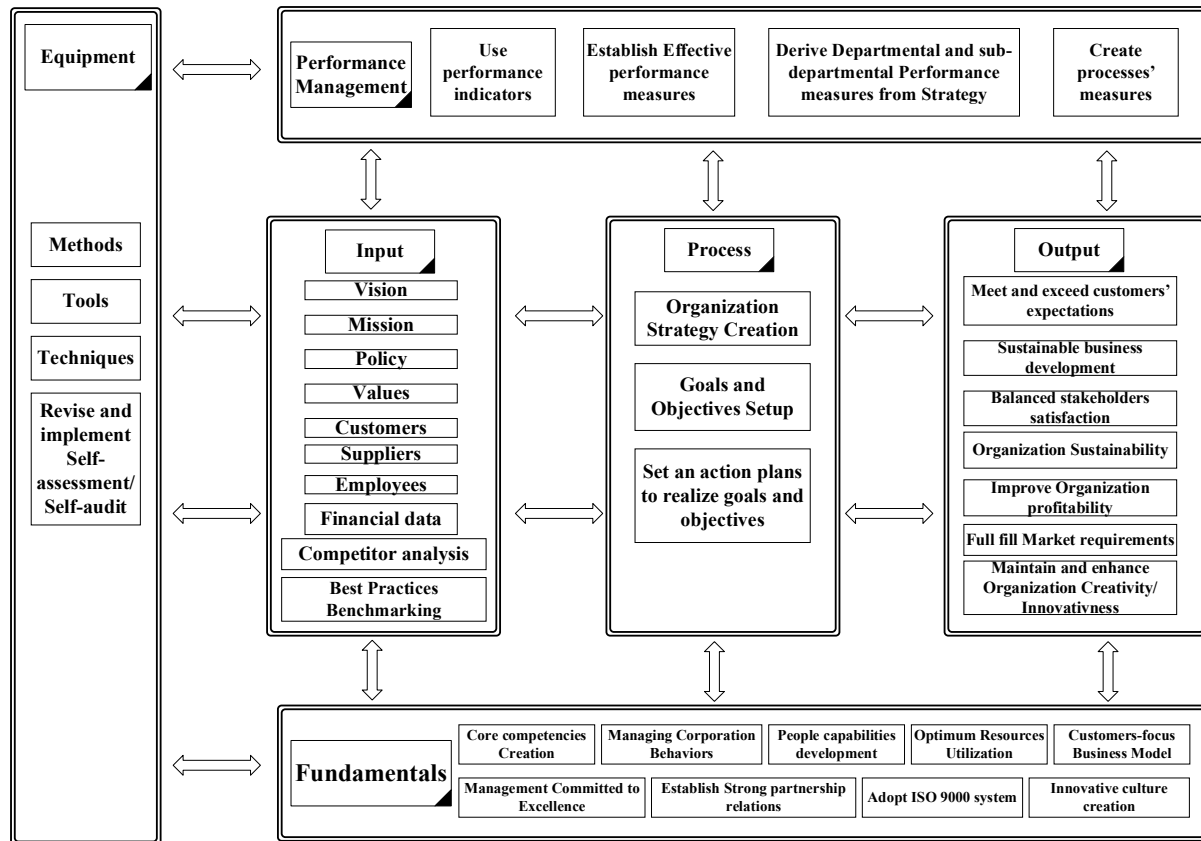 Equipment
Methods
Tools
Techniques
Revise and
implement
Self-
assessment/
Self-audit
Performance
Management
Use
performance
indicators
Establish Effective
performance
measures
Derive Departmental and sub-
departmental Performance
measures from Strategy
Create
processes’
measures
Input
Vision
Mission
Policy
Values
Customers
Suppliers
Employees
Financial data
Competitor analysis
Best Practices
Benchmarking
Process
Organization
Strategy Creation
Goals and
Objectives Setup
Set an action plans
to realize goals and
objectives
Output
Meet and exceed customers’
expectations
Sustainable business
development
Balanced stakeholders
satisfaction
Organization Sustainability
Improve Organization
profitability
Full fill Market requirements
Maintain and enhance
Organization Creativity/
Innovativness
Fundamentals
Core competencies
Creation
Managing Corporation
Behaviors
People capabilities
development
Optimum Resources
Utilization
Customers-focus
Business Model
Management Committed to
Excellence
Establish Strong partnership
relations
Adopt ISO 9000 system
Innovative culture
creation